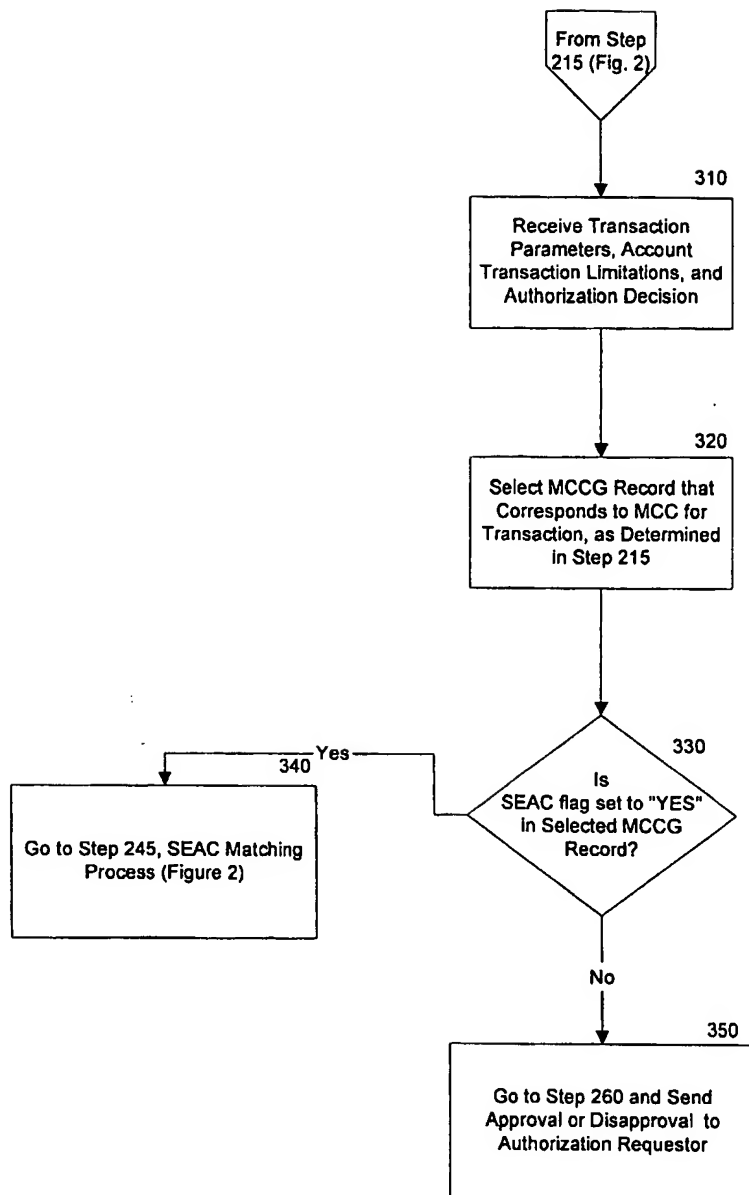 From Step
215 (Fig. 2)
310
Receive Transaction
Parameters, Account
Transaction Limitations, and
Authorization Decision
320
Select MCCG Record that
Corresponds to MCC for
Transaction, as Determined
in Step 215
330
Is
SEAC flag set to "YES"
in Selected MCCG
Record?
Yes
340
Go to Step 245, SEAC Matching
Process (Figure 2)
No
350
Go to Step 260 and Send
Approval or Disapproval to
Authorization Requestor